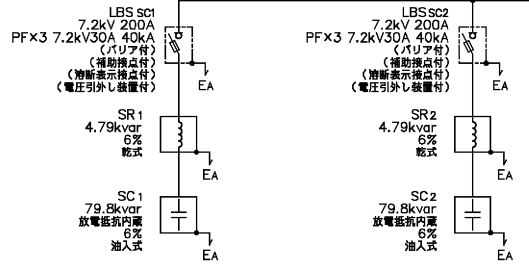 LBS SC1
7.2kV 200A
PF×3 7.2kV30A 40kA
(バリア付)
(補助接点付)
(溶断表示接点付)
(電圧引外し装置付)
EA
SR1
4.79kvar
6%
乾式
EA
SC1
79.8kvar
放電抵抗内蔵
6%
油入式
EA
LBS SC2
7.2kV 200A
PF×3 7.2kV30A 40kA
(バリア付)
(補助接点付)
(溶断表示接点付)
(電圧引外し装置付)
EA
SR2
4.79kvar
6%
乾式
EA
SC2
79.8kvar
放電抵抗内蔵
6%
油入式
EA